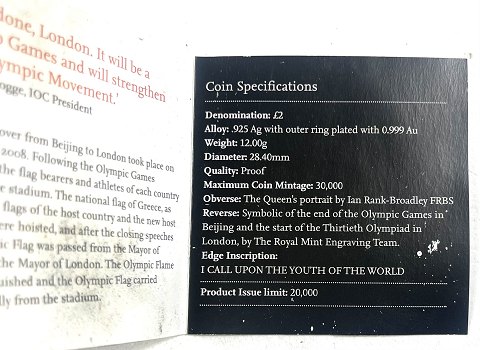 done, London. It will be a
Games and will strengthen
ympic Movement.'
ogge, IOC President
over from Beijing to London took place on
2008. Following the Olympic Games
the flag bearers and athletes of each country
e stadium. The national flag of Greece, as
flags of the host country and the new host
ere hoisted, and after the closing speeches
ic Flag was passed from the Mayor of
the Mayor of London. The Olympic Flame
uished and the Olympic Flag carried
lly from the stadium.
Coin Specifications
Denomination: £2
Alloy: .925 Ag with outer ring plated with 0.999 Au
Weight: 12.00g
Diameter: 28.40mm
Quality: Proof
Maximum Coin Mintage: 30,000
Obverse: The Queen's portrait by Ian Rank-Broadley FRBS
Reverse: Symbolic of the end of the Olympic Games in
Beijing and the start of the Thirtieth Olympiad in
London, by The Royal Mint Engraving Team.
Edge Inscription:
I CALL UPON THE YOUTH OF THE WORLD
Product Issue limit: 20,000